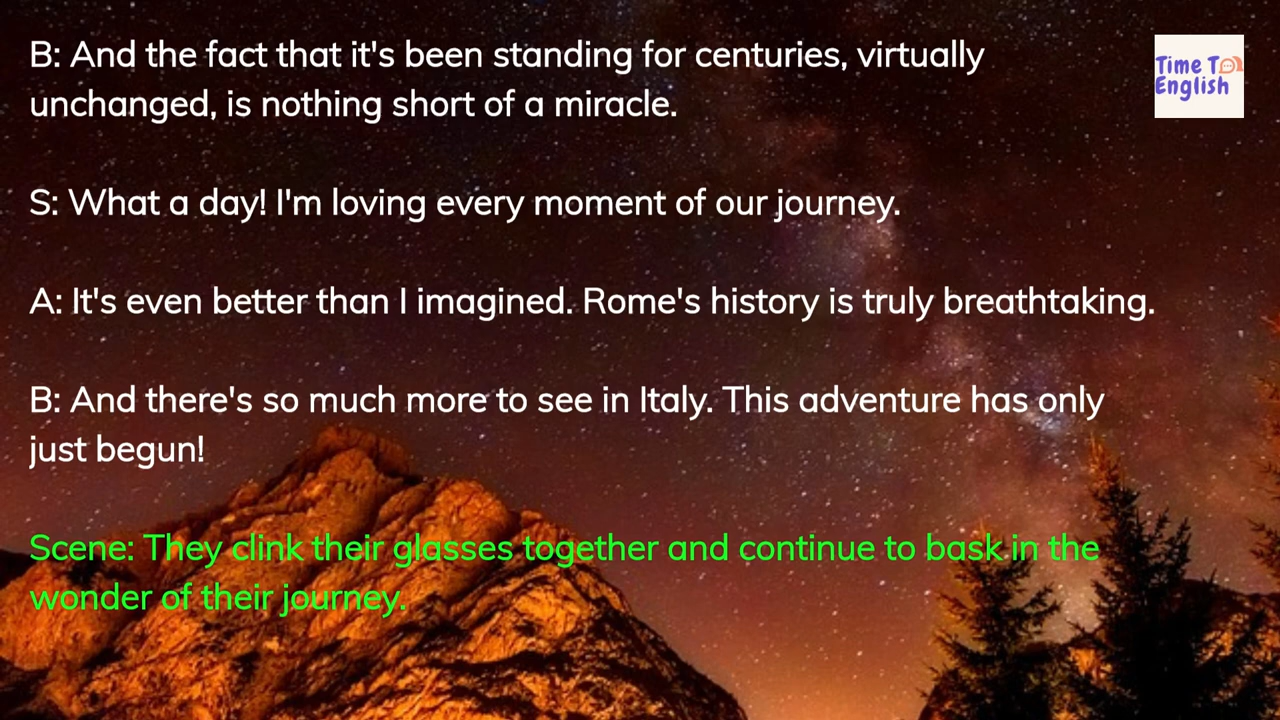 B: And the fact that it's been standing for centuries, virtually
unchanged, is nothing short of a miracle.
Time To
English
S: What a day! I'm loving every moment of our journey.
A: It's even better than I imagined. Rome's history is truly breathtaking.
B: And there's so much more to see in Italy. This adventure has only
just begun!
Scene: They clink their glasses together and continue to bask in the
wonder of their journey.